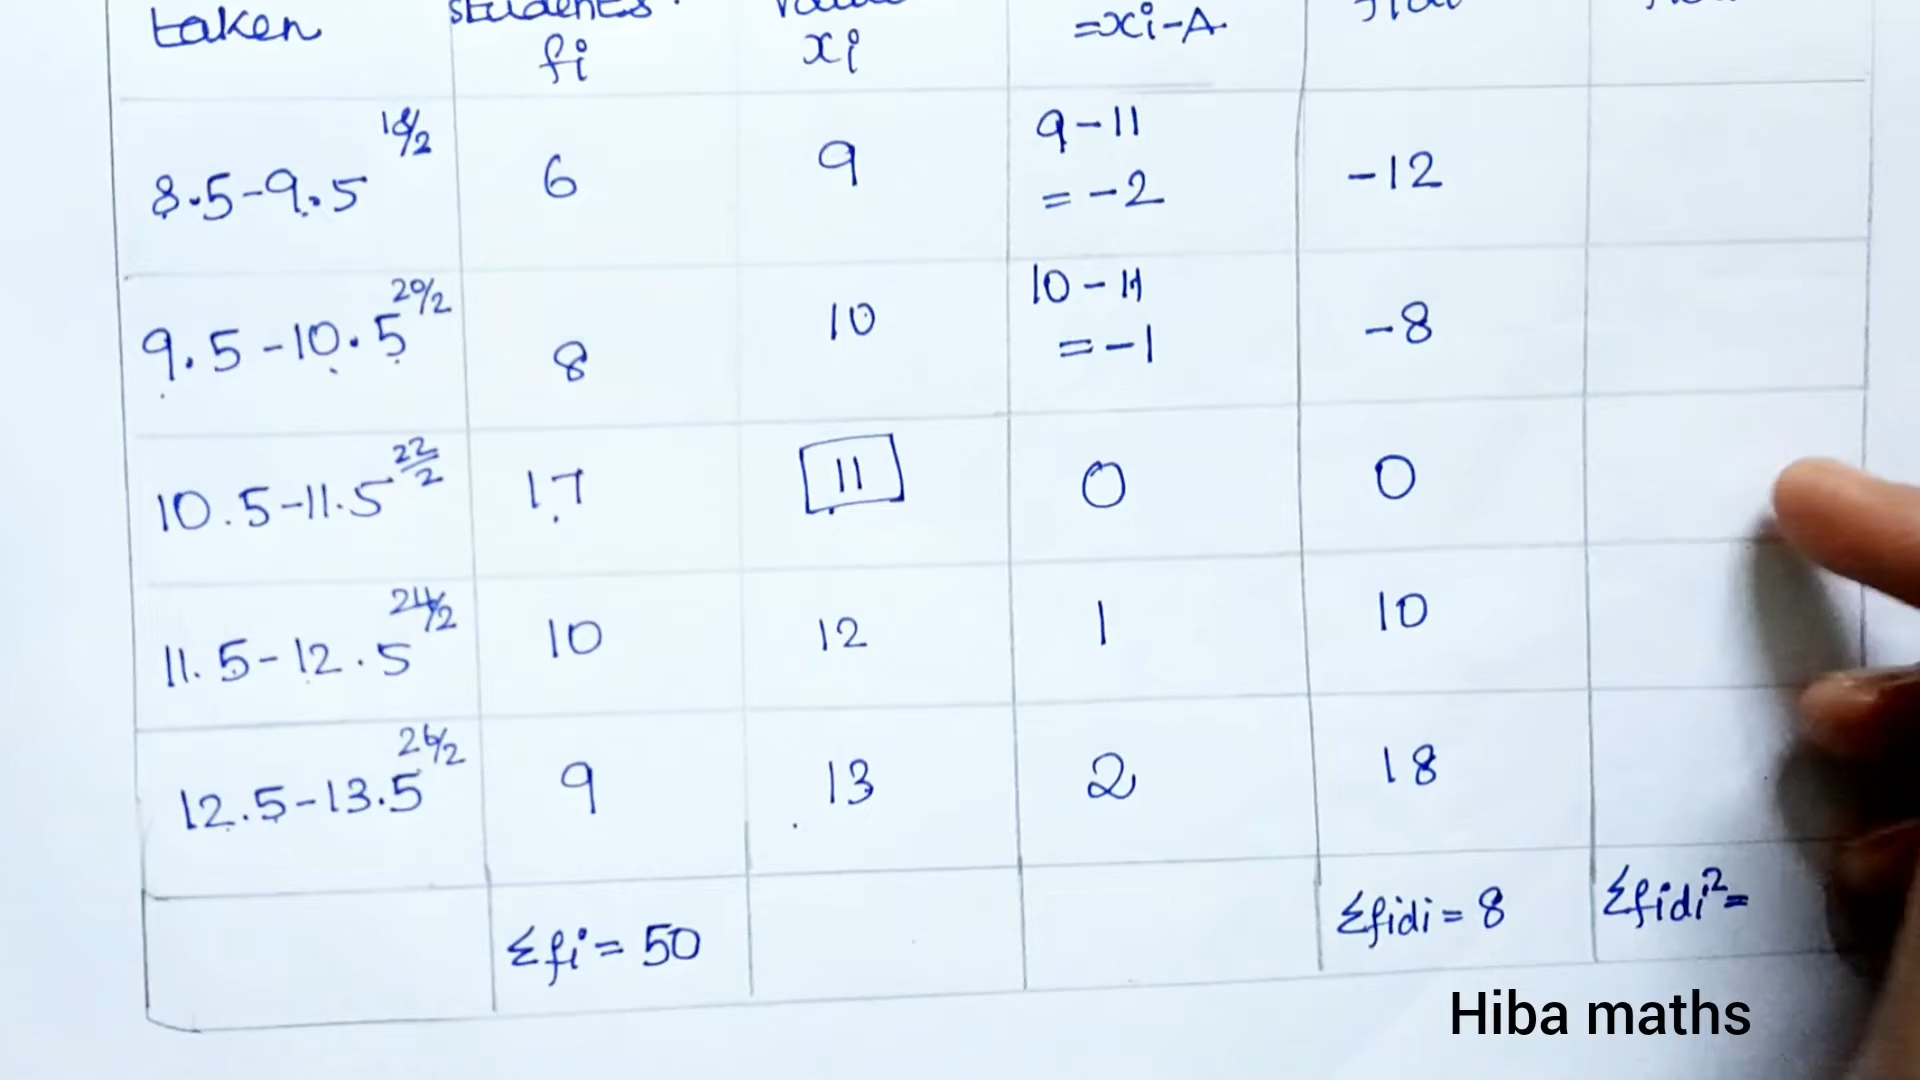 taken students fi xi =xi-A
8.5-9.5 18/2 6 9 9-11 = -2 -12
9.5-10.5 20/2 8 10 10-11 = -1 -8
10.5-11.5 22/2 17 11 0 0
11.5-12.5 24/2 10 12 1 10
12.5-13.5 26/2 9 13 2 18
Σfi = 50 Σfidi = 8 Σfidi²=
Hiba maths